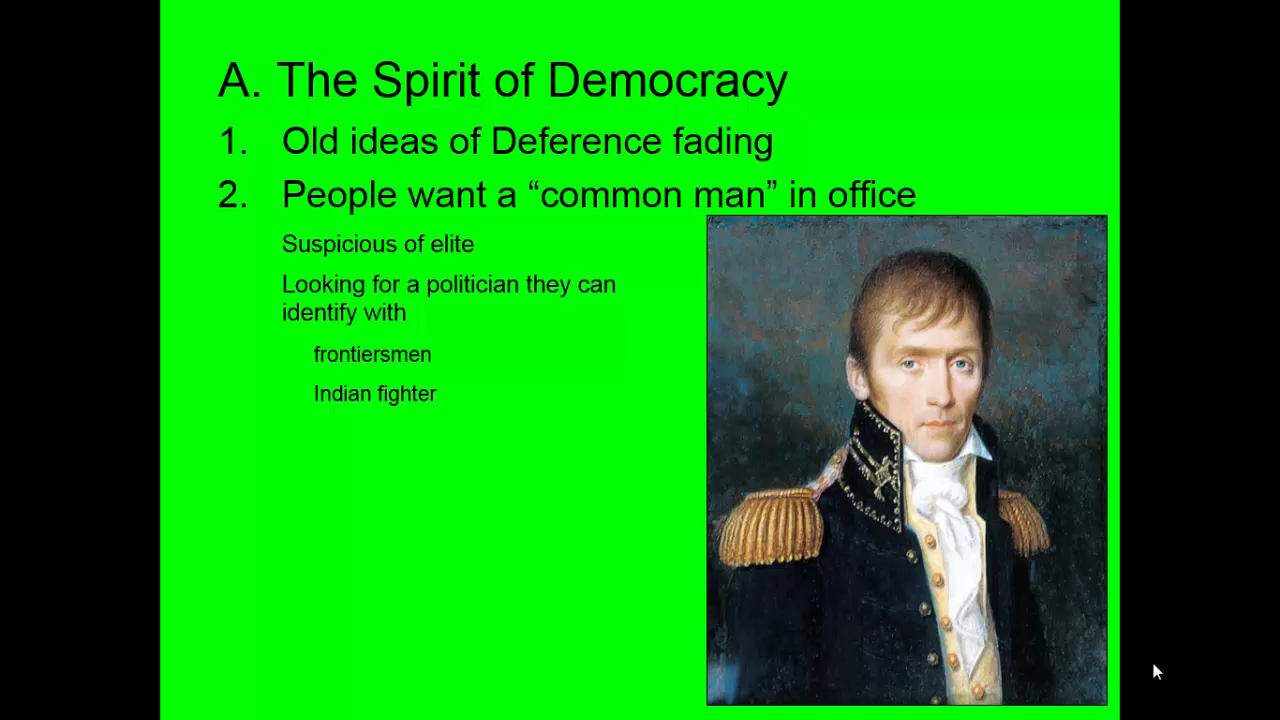 A. The Spirit of Democracy
1. Old ideas of Deference fading
2. People want a “common man” in office
Suspicious of elite
Looking for a politician they can
identify with
frontiersmen
Indian fighter